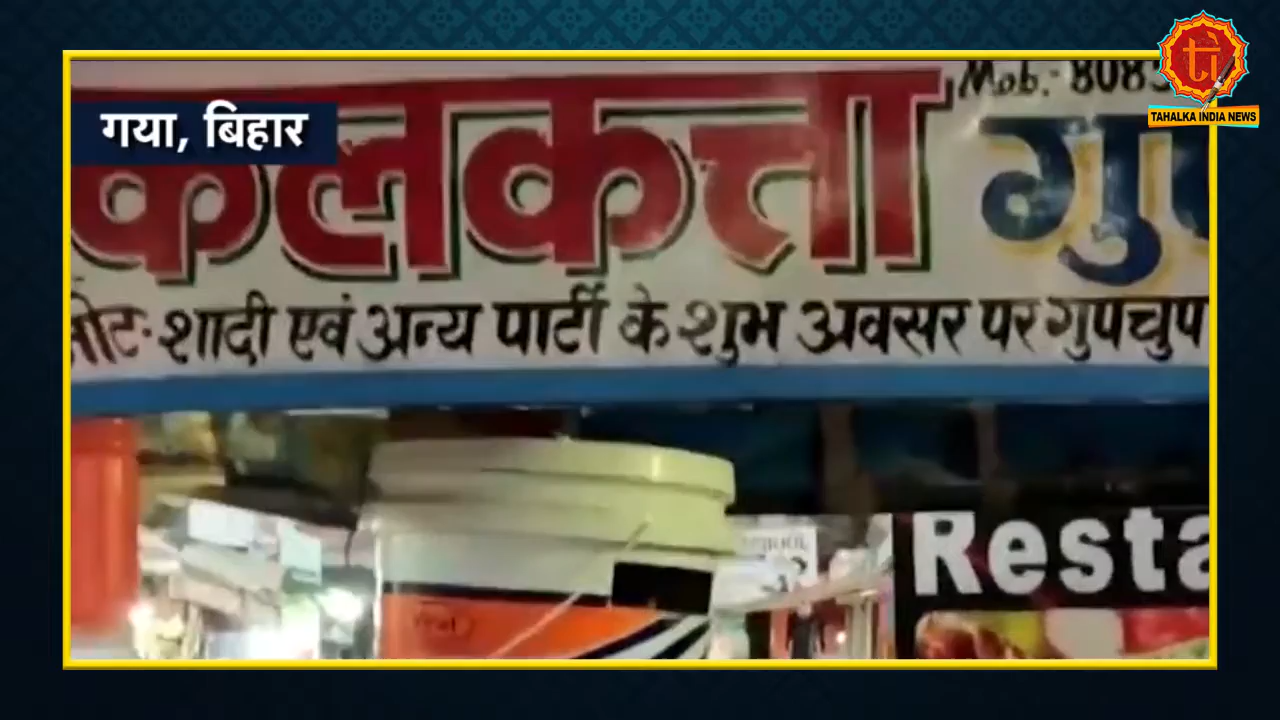 गया, बिहार
TAHALKA INDIA NEWS
Mob.- 808
कलकत्ता गु
नोट-शादी एवं अन्य पार्टी के शुभ अवसर पर गुपचुप
Resta